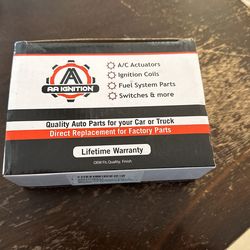 AA IGNITION
A/C Actuators
Ignition Coils
Fuel System Parts
Switches & more
Quality Auto Parts for your Car or Truck
Direct Replacement for Factory Parts
Lifetime Warranty
OEM Fit, Quality, Finish